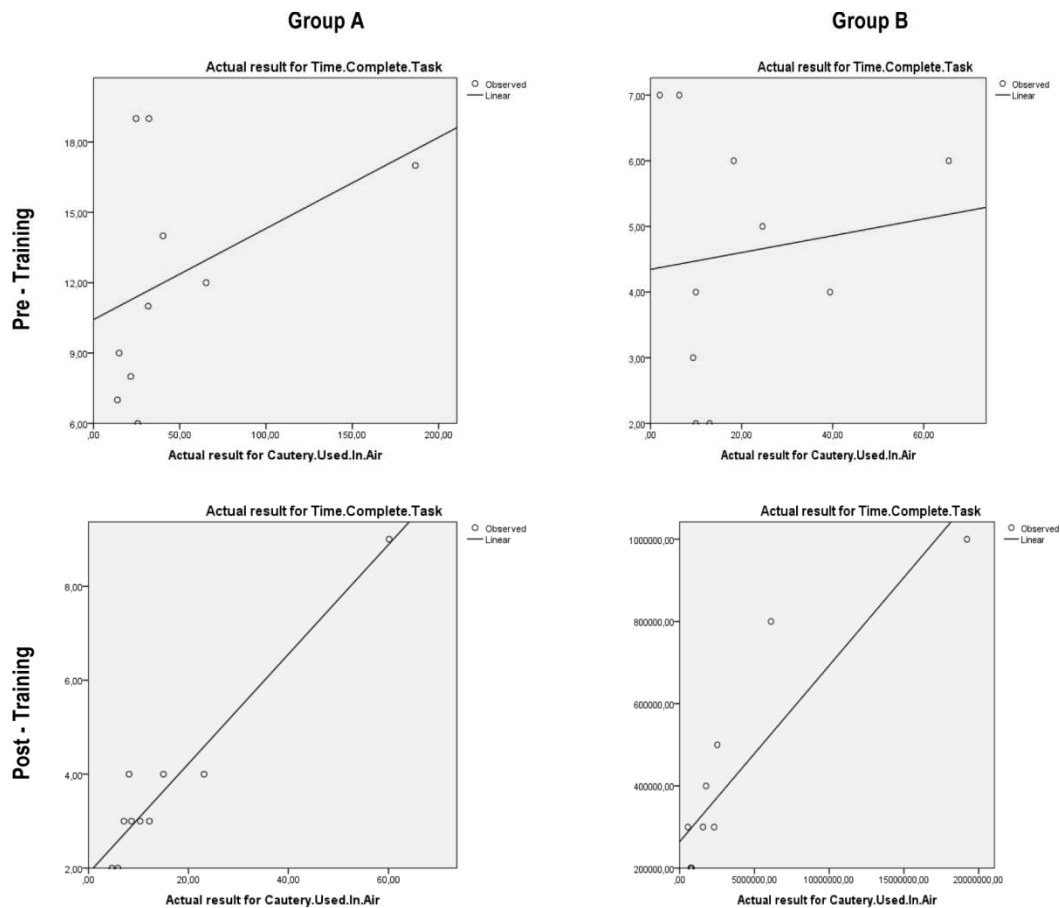 Group A
Group B
Pre - Training
Actual result for Time.Complete.Task
Observed
Linear
18,00
15,00
12,00
9,00
6,00
,00
50,00
100,00
150,00
200,00
Actual result for Cautery.Used.In.Air
Actual result for Time.Complete.Task
Observed
Linear
7,00
6,00
5,00
4,00
3,00
2,00
,00
20,00
40,00
60,00
Actual result for Cautery.Used.In.Air
Post - Training
Actual result for Time.Complete.Task
Observed
Linear
8,00
6,00
4,00
2,00
,00
20,00
40,00
60,00
Actual result for Cautery.Used.In.Air
Actual result for Time.Complete.Task
Observed
Linear
1000000,00
800000,00
600000,00
400000,00
200000,00
,00
5000000,00
10000000,00
15000000,00
20000000,00
Actual result for Cautery.Used.In.Air